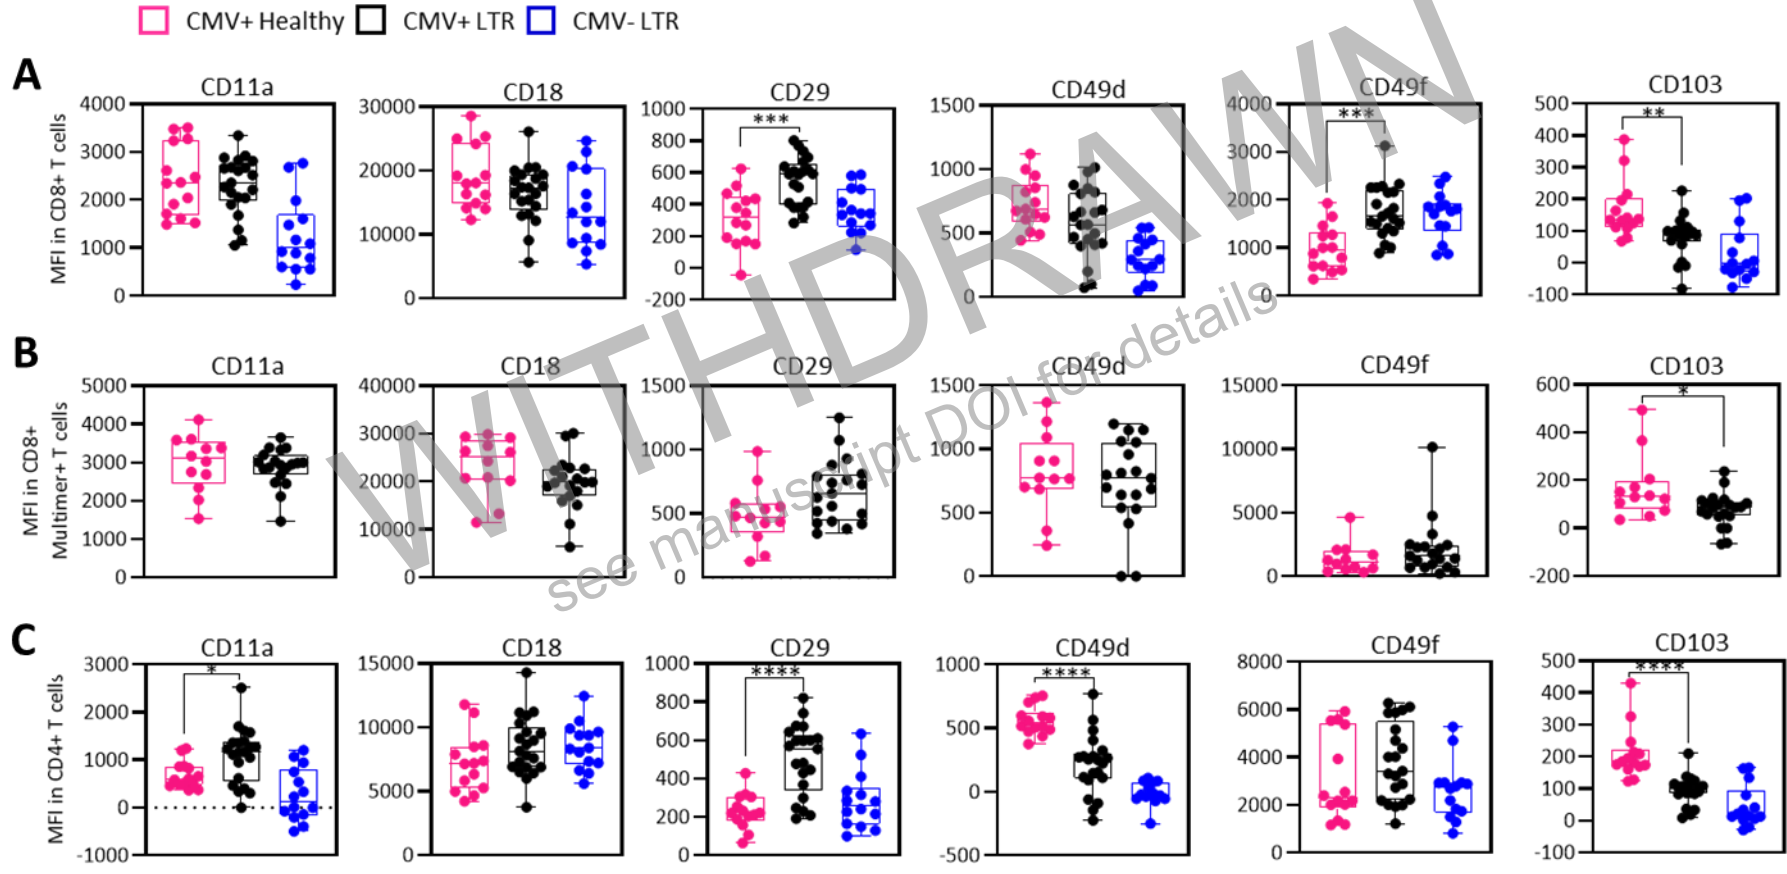 CMV+ Healthy CMV+ LTR CMV- LTR
A
CD11a CD18 CD29 CD49d CD49f CD103
MFI in CD8+ T cells
4000 3000 2000 1000 0
30000 20000 10000 0
1000 800 600 400 200 0 -200
***
1500 1000 500 0
4000 3000 2000 1000 0
***
500 400 300 200 100 0 -100
**
B
CD11a CD18 CD29 CD49d CD49f CD103
MFI in CD8+
Multimer+ T cells
5000 4000 3000 2000 1000 0
40000 30000 20000 10000 0
1500 1000 500 0
1500 1000 500 0
15000 10000 5000 0
600 400 200 0 -200
*
C
CD11a CD18 CD29 CD49d CD49f CD103
MFI in CD4+ T cells
3000 2000 1000 0 -1000
*
15000 10000 5000 0
1000 800 600 400 200 0
****
1000 500 0 -500
****
8000 6000 4000 2000 0
500 400 300 200 100 0 -100
****
WITHDRAWN
see manuscript DOI for details